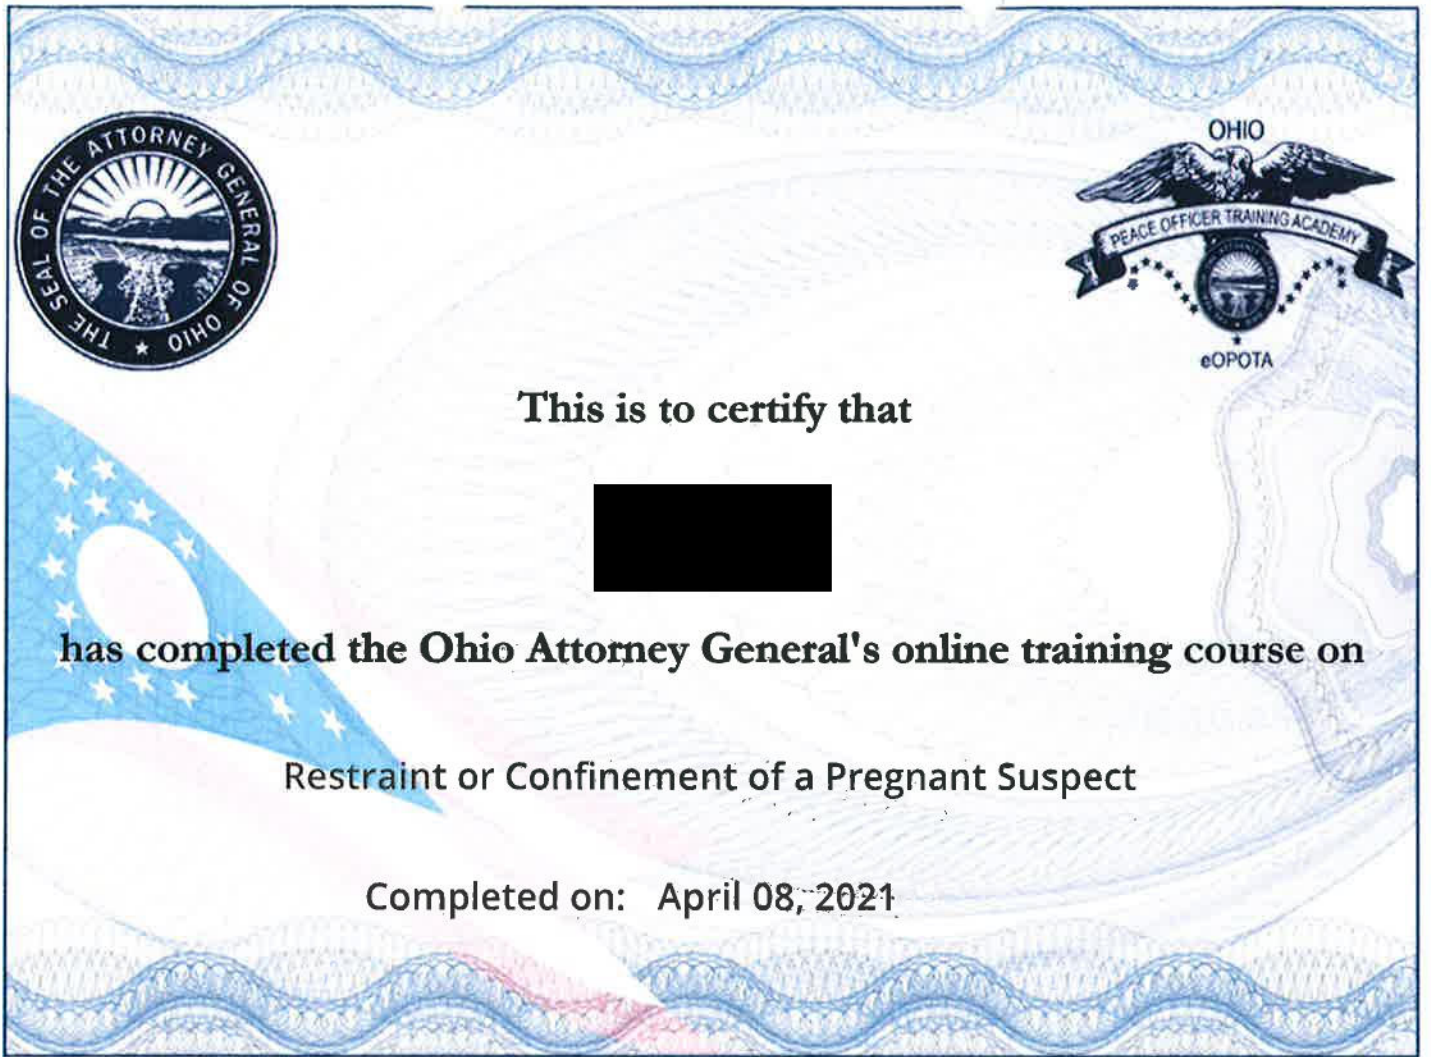 THE SEAL OF THE ATTORNEY GENERAL OF OHIO
OHIO
PEACE OFFICER TRAINING ACADEMY
eOPOTA
This is to certify that
has completed the Ohio Attorney General's online training course on
Restraint or Confinement of a Pregnant Suspect
Completed on: April 08, 2021